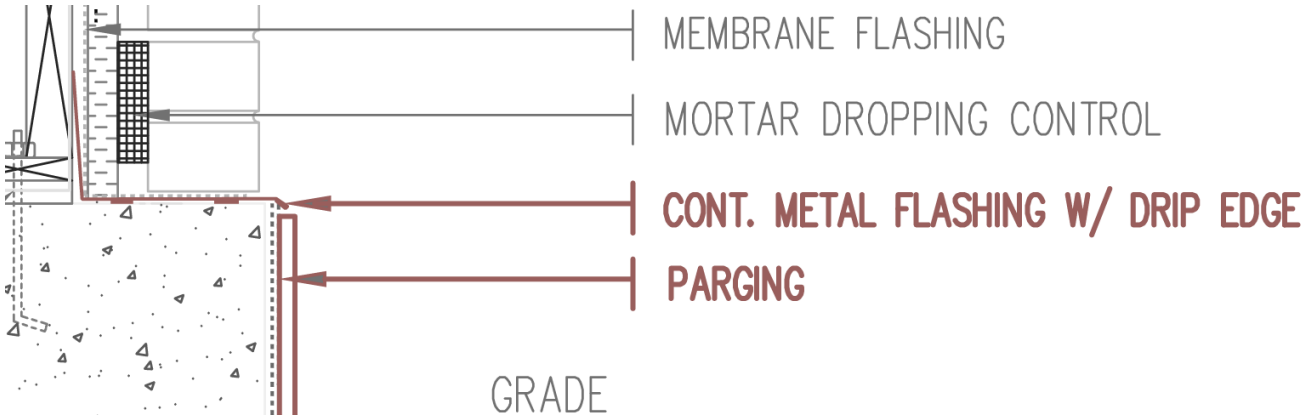 MEMBRANE FLASHING
MORTAR DROPPING CONTROL
CONT. METAL FLASHING W/ DRIP EDGE
PARGING
GRADE